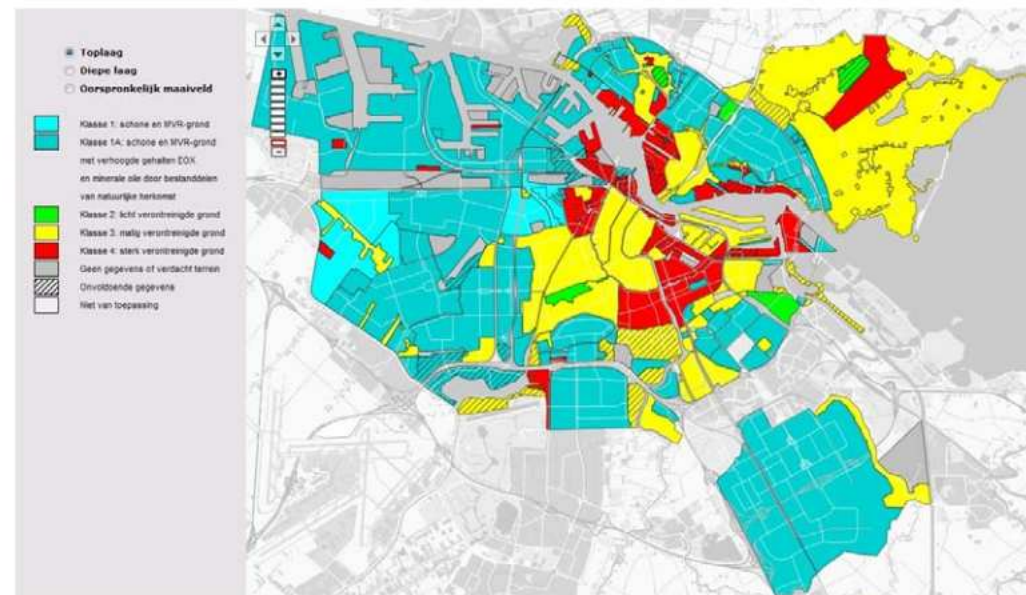 Toplaag
Diepe laag
Oorspronkelijk maaiveld
Klasse 1: schone en MVR-grond
Klasse 1A: schone en MVR-grond
met verhoogde gehalten EOX
en minerale olie door bestanddelen
van natuurlijke herkomst
Klasse 2: licht verontreinigde grond
Klasse 3: matig verontreinigde grond
Klasse 4: sterk verontreinigde grond
Geen gegevens of verdacht terrein
Onvoldoende gegevens
Niet van toepassing